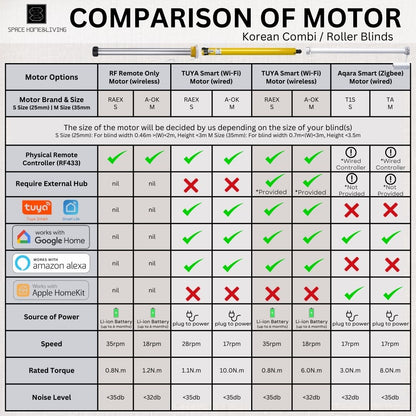 SPACE HOME&LIVING
COMPARISON OF MOTOR
Korean Combi / Roller Blinds
Motor Options | RF Remote Only Motor (wireless) | TUYA Smart (Wi-Fi) Motor (wired) | TUYA Smart (Wi-Fi) Motor (wireless) | Aqara Smart (Zigbee) Motor (wired)
Motor Brand & Size S Size (25mm) | M Size (35mm | RAEX S | A-OK M | RAEX S | A-OK M | RAEX S | A-OK M | T1S S | TA M
The size of the motor will be decided by us depending on the size of your blind(s)
S Size (25mm): For blind width 0.46m >(W)<2m, Height <3m M Size (35mm): For blind width 0.7m<(W)<3m, Height <3.5m
Physical Remote Controller (RF433) | *Wired Controller | *Wired Controller
Require External Hub | nil | nil | *Provided | *Provided | *Not Provided | *Not Provided
tuya Tuya Smart Smart Life | nil | nil
works with Google Home | nil | nil
WORKS WITH amazon alexa | nil | nil
Works with Apple HomeKit | nil | nil
Source of Power | Li-ion Battery (up to 6 months) | Li-ion Battery (up to 6 months) | plug to power | plug to power | Li-ion Battery (up to 6 months) | Li-ion Battery (up to 6 months) | plug to power | plug to power
Speed | 35rpm | 18rpm | 28rpm | 17rpm | 35rpm | 18rpm | 17rpm | 17rpm
Rated Torque | 0.8N.m | 1.2N.m | 1.1N.m | 10.0N.m | 0.8N.m | 6.0N.m | 3.0N.m | 8.0N.m
Noise Level | <35db | <32db | <35db | <35db | <35db | <32db | <35db | <35db